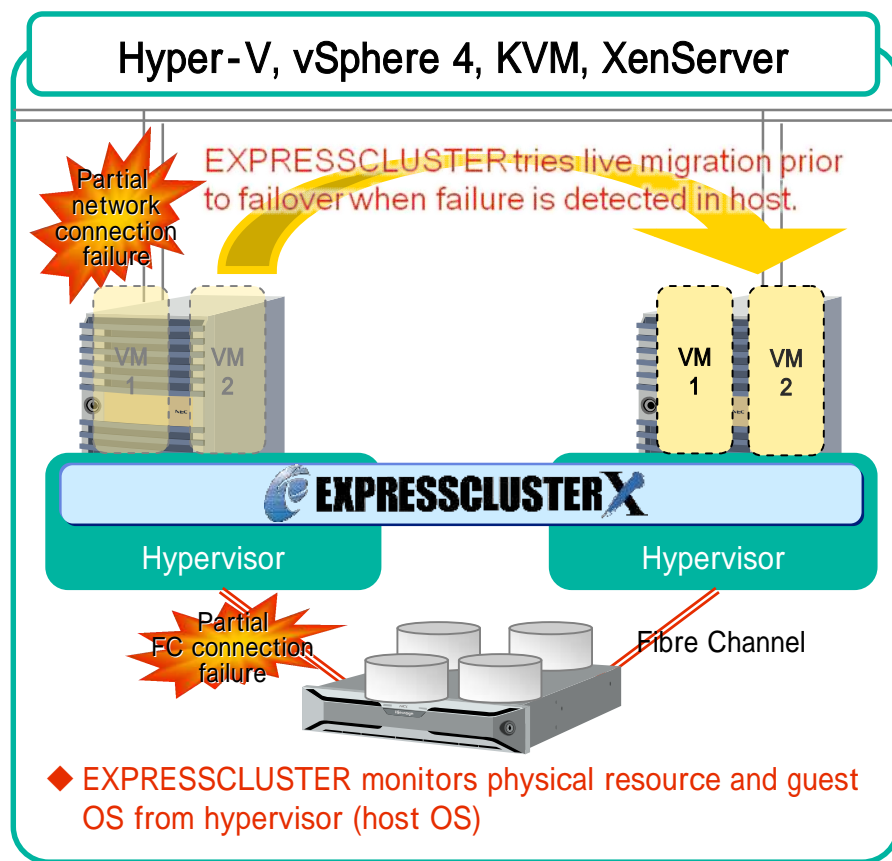 Hyper-V, vSphere 4, KVM, XenServer
EXPRESSCLUSTER tries live migration prior
to failover when failure is detected in host.
Partial
network
connection
failure
VM
1
VM
2
VM
1
VM
2
NEC
EXPRESSCLUSTER X
Hypervisor
Hypervisor
Partial
FC connection
failure
Fibre Channel
◆ EXPRESSCLUSTER monitors physical resource and guest
OS from hypervisor (host OS)